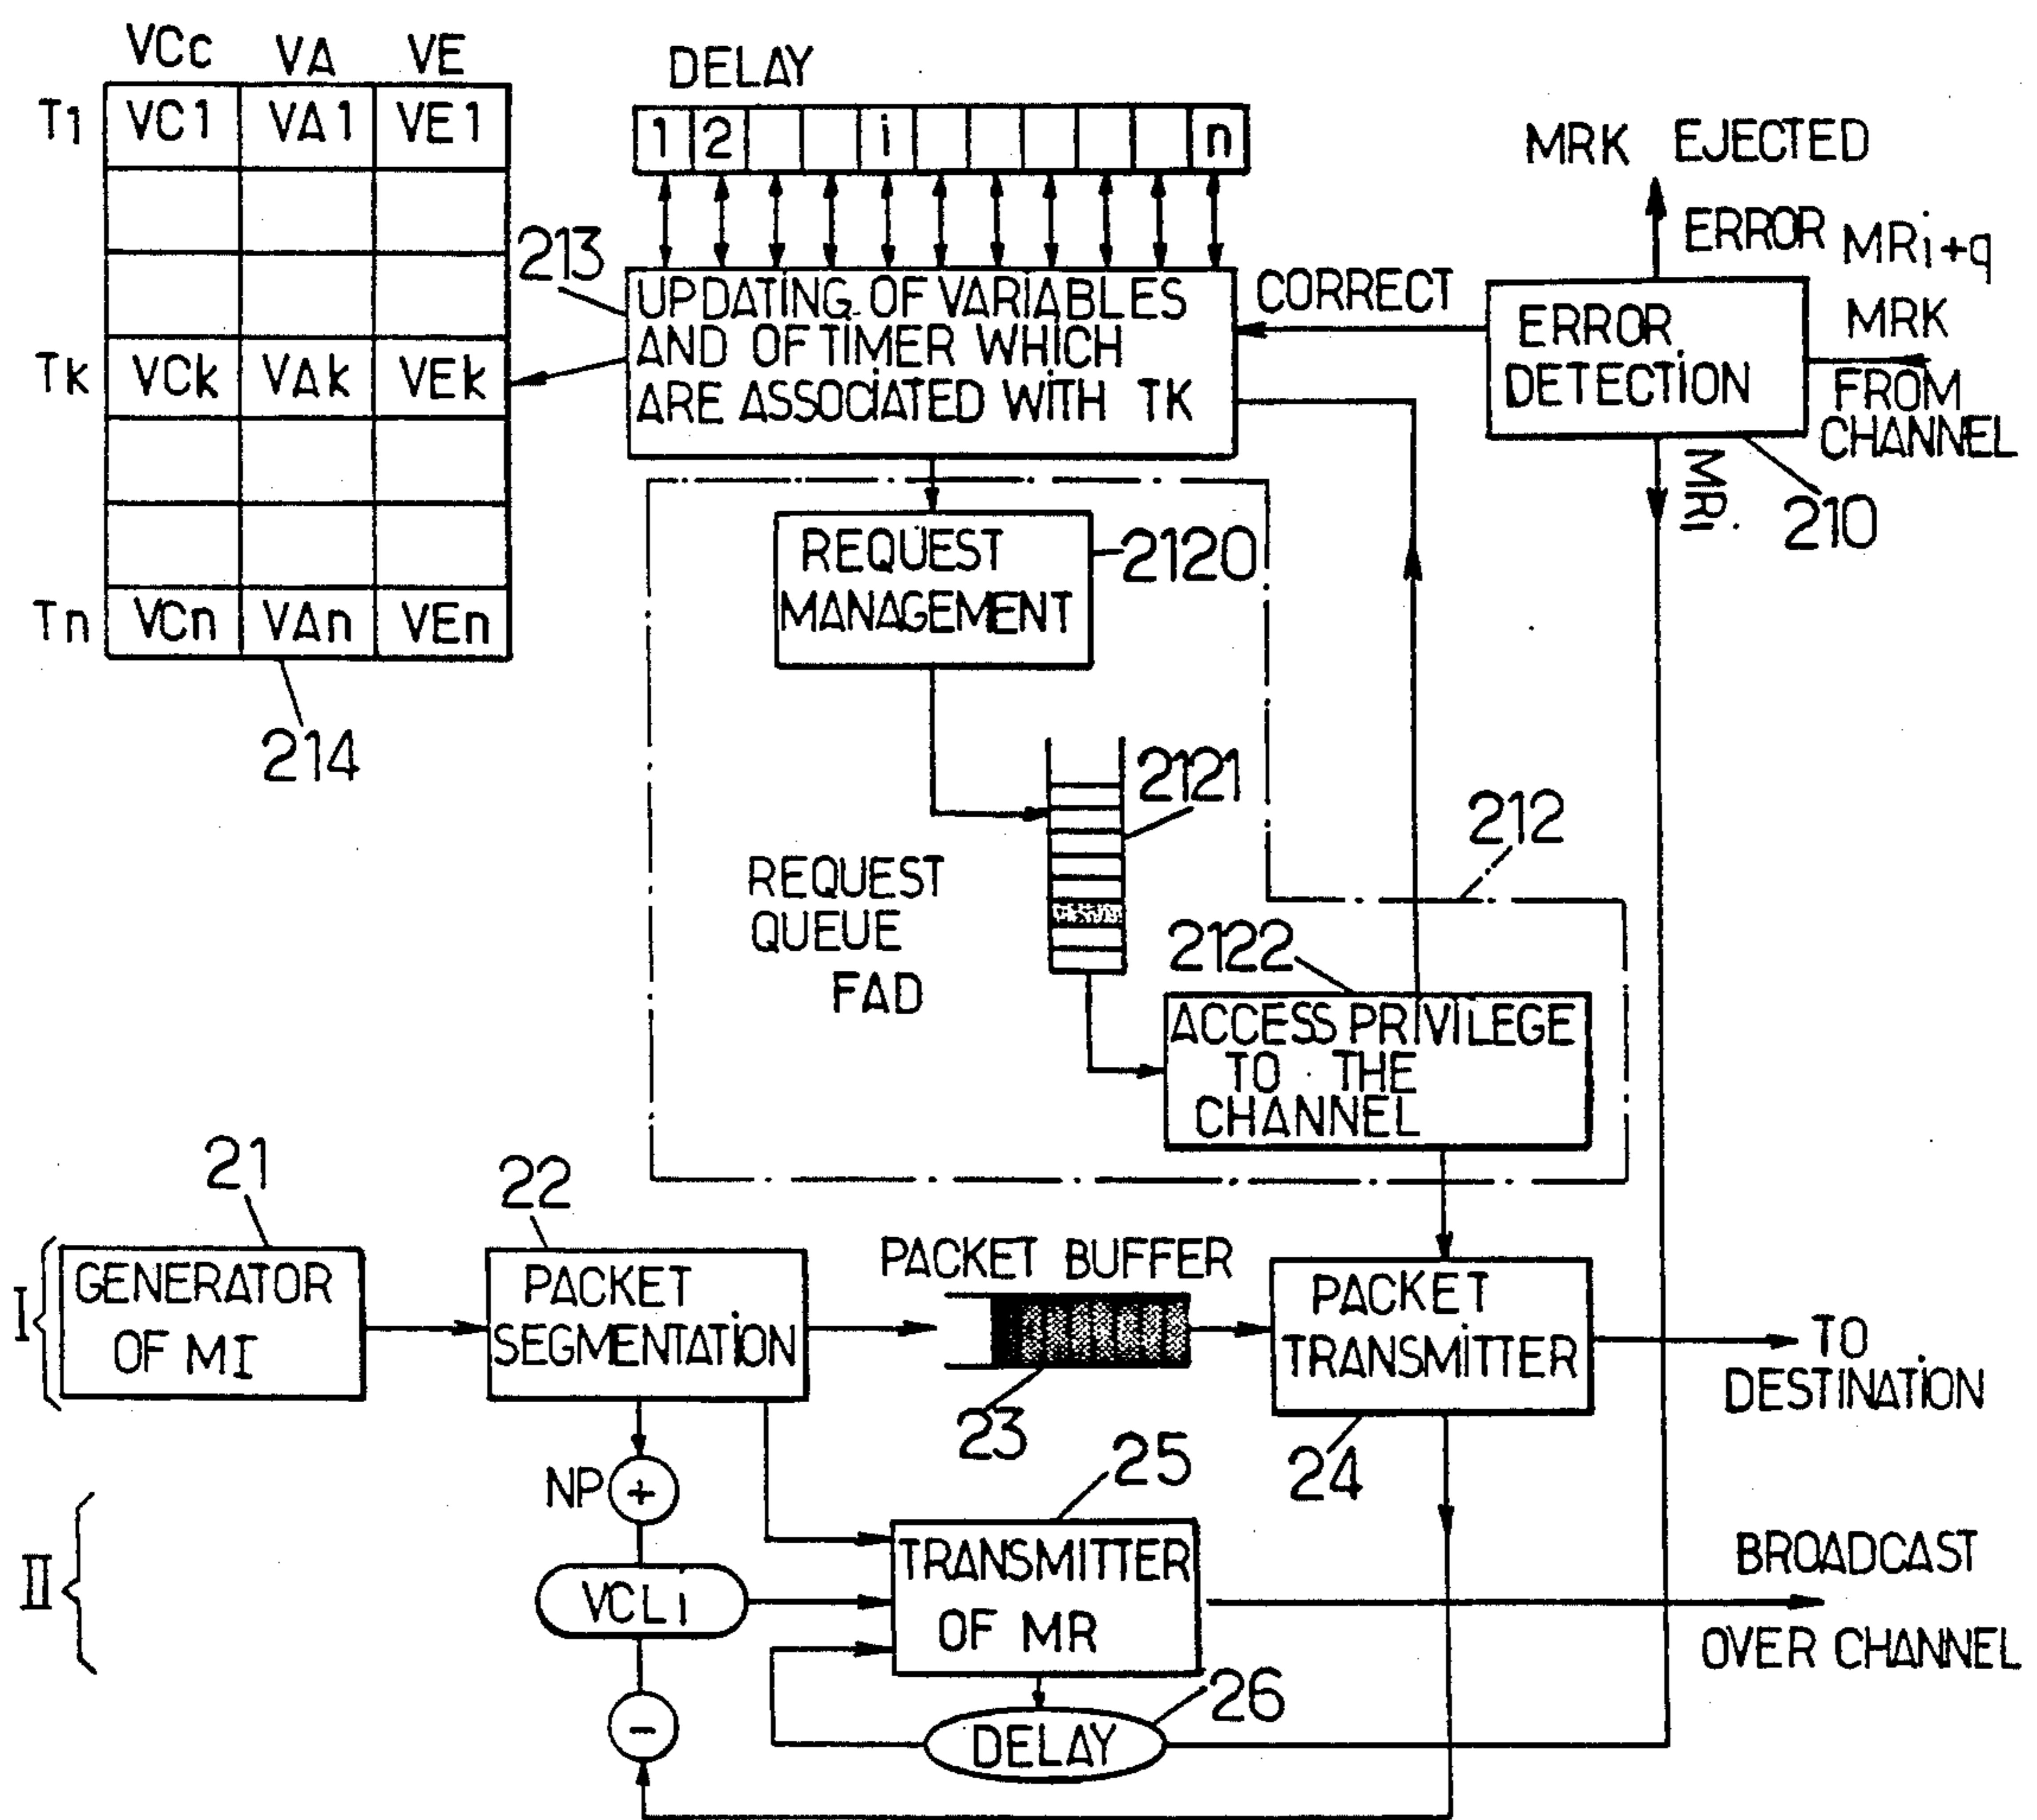 VCc VA VE
T1 VC1 VA1 VE1
Tk VCk VAk VEk
Tn VCn VAn VEn
214
DELAY
1 2 i n
213
UPDATING OF VARIABLES
AND OF TIMER WHICH
ARE ASSOCIATED WITH TK
CORRECT
MRK EJECTED
ERROR MRi+q
ERROR
DETECTION
MRK
FROM
CHANNEL
MRi
210
REQUEST
MANAGEMENT
2120
2121
REQUEST
QUEUE
FAD
212
2122
ACCESS PRIVILEGE
TO THE
CHANNEL
I
21
GENERATOR
OF MI
22
PACKET
SEGMENTATION
PACKET BUFFER
23
PACKET
TRANSMITTER
24
TO
DESTINATION
II
NP +
VCLi
-
25
TRANSMITTER
OF MR
26
DELAY
BROADCAST
OVER CHANNEL